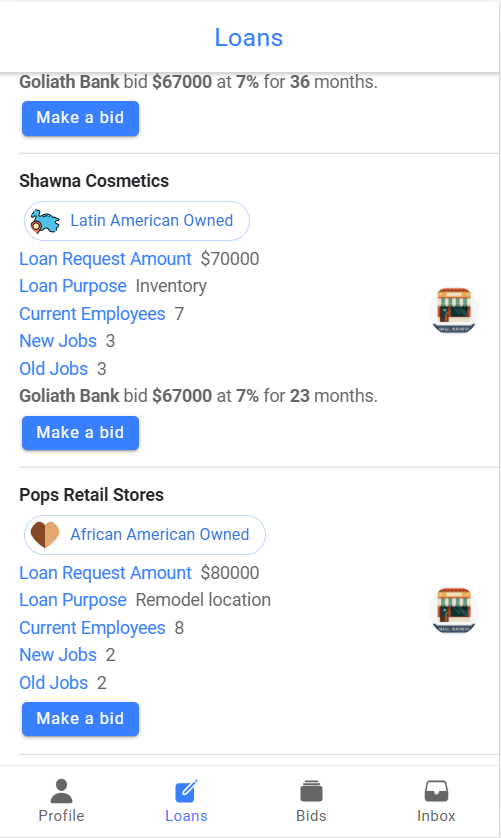 Loans
Goliath Bank bid $67000 at 7% for 36 months.
Make a bid
Shawna Cosmetics
Latin American Owned
Loan Request Amount $70000
Loan Purpose Inventory
Current Employees 7
New Jobs 3
Old Jobs 3
Goliath Bank bid $67000 at 7% for 23 months.
Make a bid
Pops Retail Stores
African American Owned
Loan Request Amount $80000
Loan Purpose Remodel location
Current Employees 8
New Jobs 2
Old Jobs 2
Make a bid
Profile
Loans
Bids
Inbox